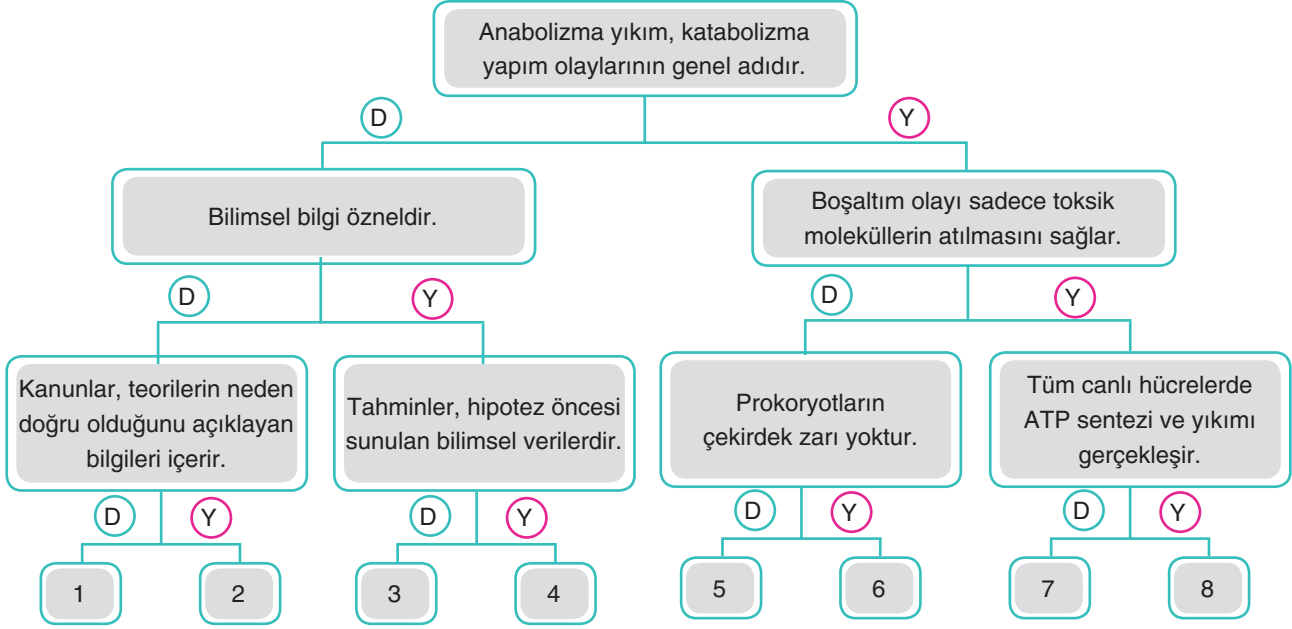 Anabolizma yıkım, katabolizma
yapım olaylarının genel adıdır.
D
Y
Bilimsel bilgi özneldir.
Boşaltım olayı sadece toksik
moleküllerin atılmasını sağlar.
D
Y
D
Y
Kanunlar, teorilerin neden
doğru olduğunu açıklayan
bilgileri içerir.
Tahminler, hipotez öncesi
sunulan bilimsel verilerdir.
Prokoryotların
çekirdek zarı yoktur.
Tüm canlı hücrelerde
ATP sentezi ve yıkımı
gerçekleşir.
D
Y
D
Y
D
Y
D
Y
1
2
3
4
5
6
7
8